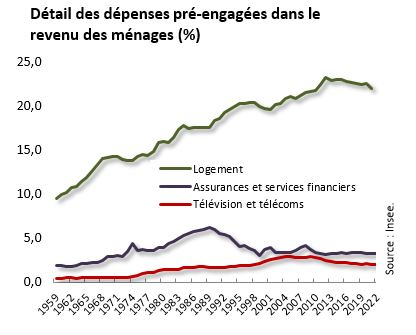 Détail des dépenses pré-engagées dans le
revenu des ménages (%)
25,0
20,0
15,0
10,0
5,0
0,0
Logement
Assurances et services financiers
Télévision et télécoms
1959 1962 1965 1968 1971 1974 1977 1980 1983 1986 1989 1992 1995 1998 2001 2004 2007 2010 2013 2016 2019 2022
Source : Insee.